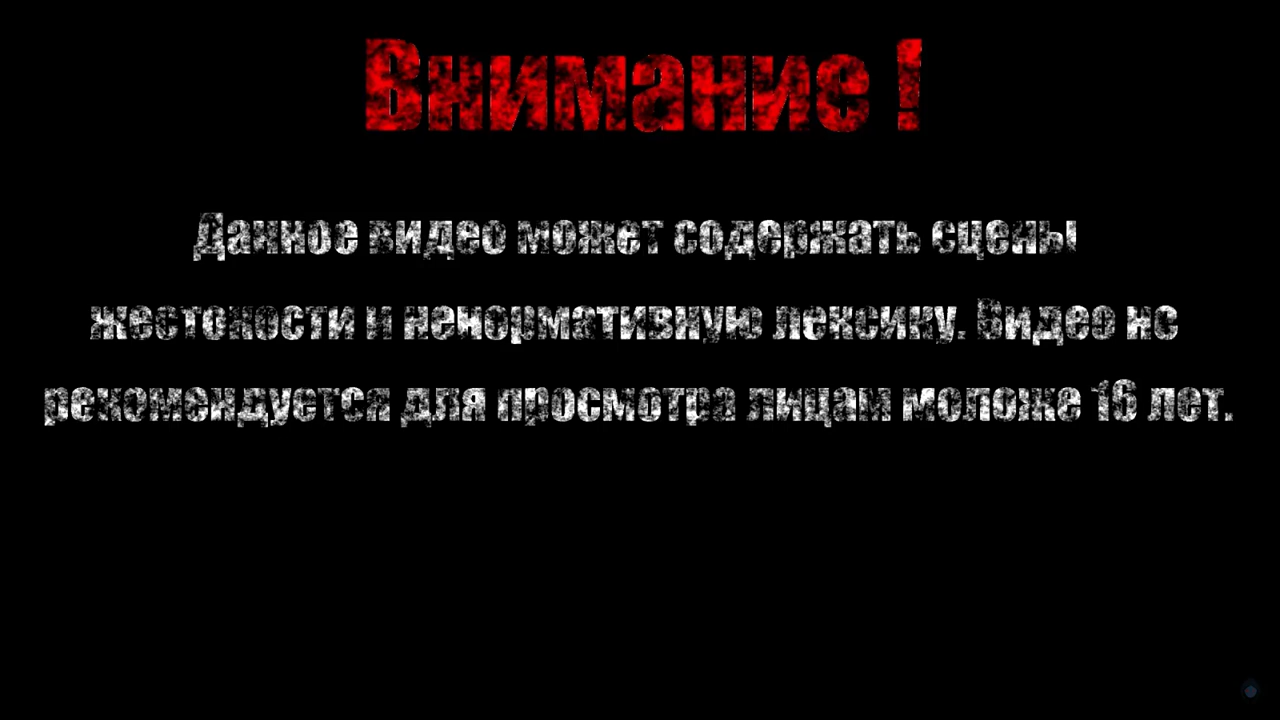 Внимание !
Данное видео может содержать сцены
жестокости и ненормативную лексику. Видео не
рекомендуется для просмотра лицам моложе 16 лет.